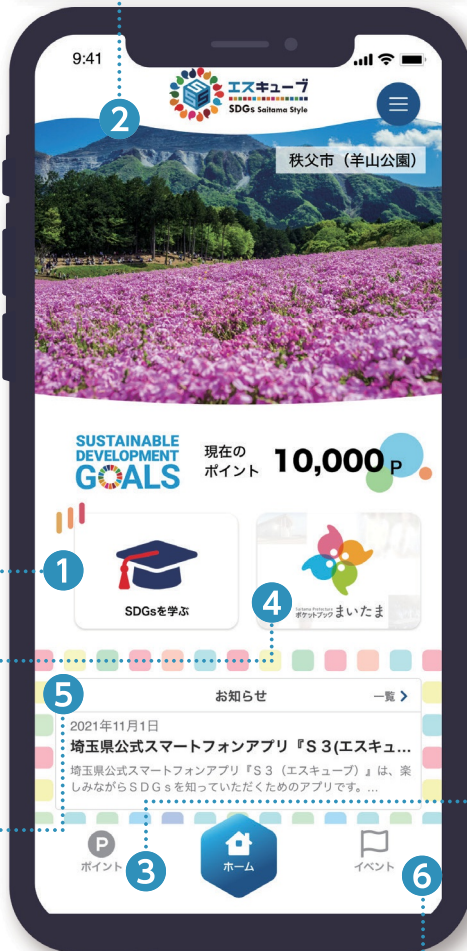 9:41
2
エスキューブ
SDGs Saitama Style
秩父市（羊山公園）
SUSTAINABLE
DEVELOPMENT
GOALS
現在の
ポイント
10,000 P
1
SDGsを学ぶ
4
Saitama Prefecture
ポケットブック まいたま
5
お知らせ
一覧
2021年11月1日
埼玉県公式スマートフォンアプリ『S3(エスキュ...
埼玉県公式スマートフォンアプリ『S3（エスキューブ）』は、楽
しみながらSDGsを知っていただくためのアプリです。...
P
ポイント
3
ホーム
イベント
6